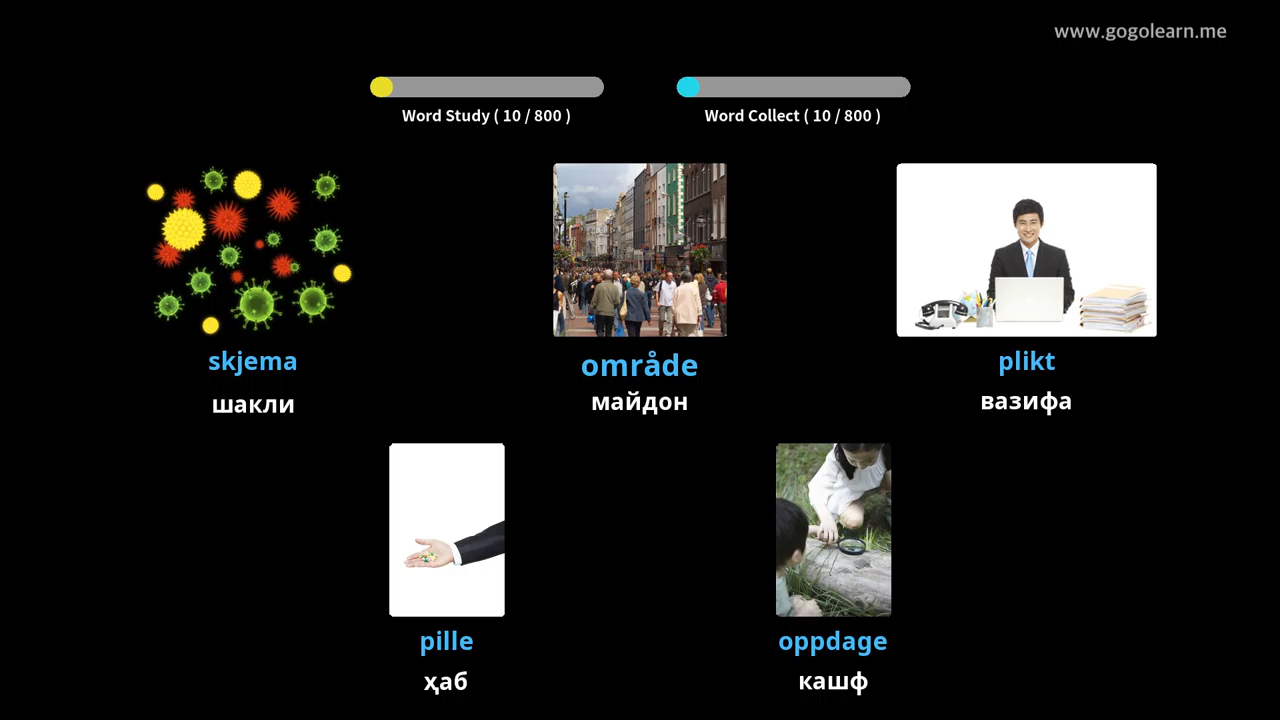 www.gogolearn.me
Word Study ( 10 / 800 )
Word Collect ( 10 / 800 )
skjema
område
plikt
шакли
майдон
вазифа
pille
oppdage
ҳаб
кашф